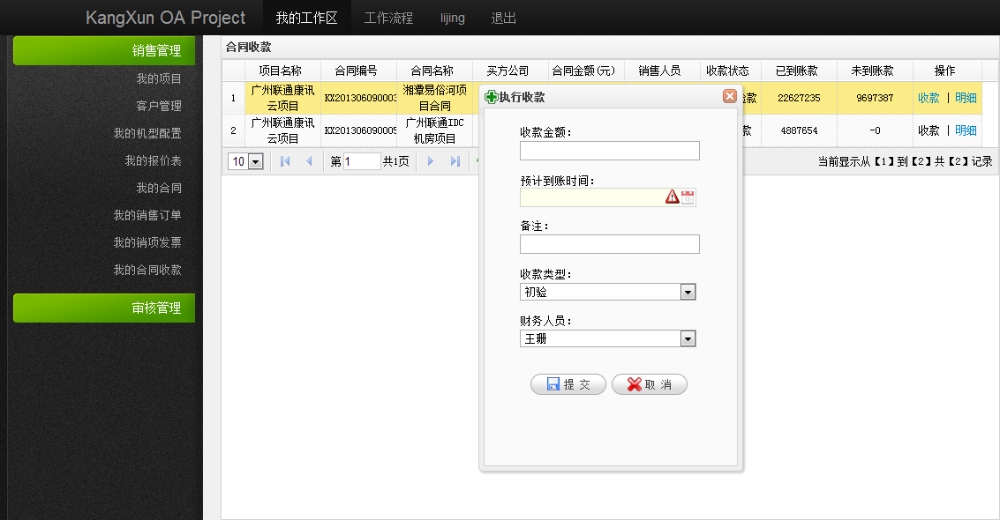 KangXun OA Project 我的工作区 工作流程 lijing 退出
销售管理
我的项目
客户管理
我的机型配置
我的报价表
我的合同
我的销售订单
我的销项发票
我的合同收款
审核管理
合同收款
项目名称 合同编号 合同名称 买方公司 合同金额(元) 销售人员 收款状态 已到账款 未到账款 操作
1 广州联通康讯云项目 KX201306090003 湘潭易俗河项目合同 款 22627235 9697387 收款 | 明细
2 广州联通康讯云项目 KX201306090005 广州联通IDC机房项目 款 4887654 -0 收款 | 明细
10 第 1 共1页 当前显示从【1】到【2】共【2】记录
执行收款
收款金额：
预计到账时间：
备注：
收款类型：
初验
财务人员：
王珊
提 交 取 消